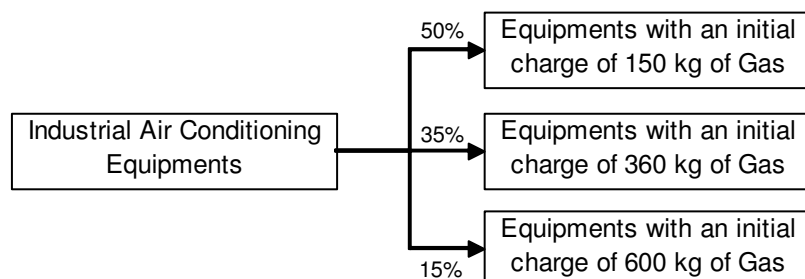 50%
Equipments with an initial
charge of 150 kg of Gas
Industrial Air Conditioning
Equipments
35%
Equipments with an initial
charge of 360 kg of Gas
15%
Equipments with an initial
charge of 600 kg of Gas